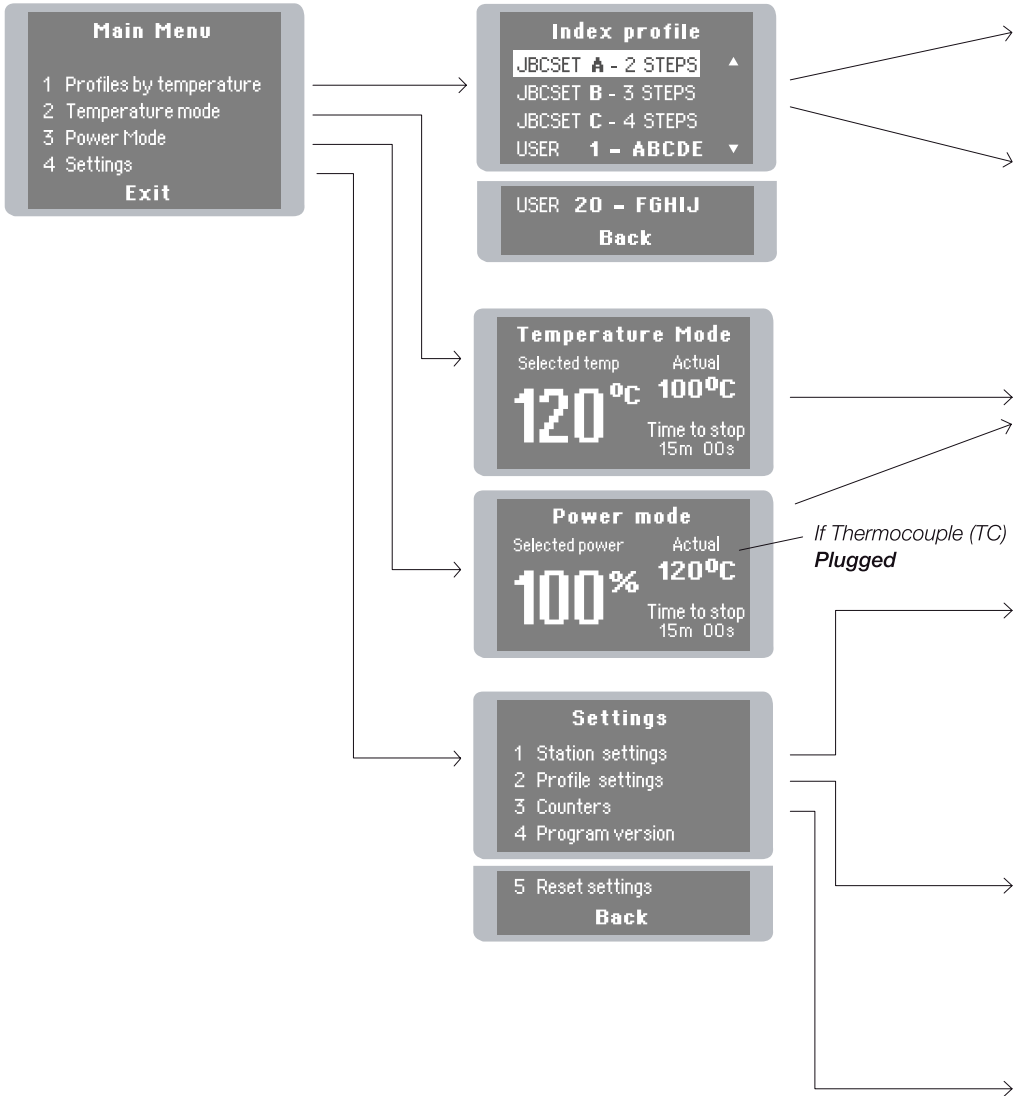 Main Menu
1 Profiles by temperature
2 Temperature mode
3 Power Mode
4 Settings
Exit
Index profile
JBCSET A - 2 STEPS
JBCSET B - 3 STEPS
JBCSET C - 4 STEPS
USER 1 - ABCDE
USER 20 - FGHIJ
Back
Temperature Mode
Selected temp Actual
120ºC 100ºC
Time to stop
15m 00s
Power mode
Selected power Actual
100% 120ºC
Time to stop
15m 00s
If Thermocouple (TC)
Plugged
Settings
1 Station settings
2 Profile settings
3 Counters
4 Program version
5 Reset settings
Back